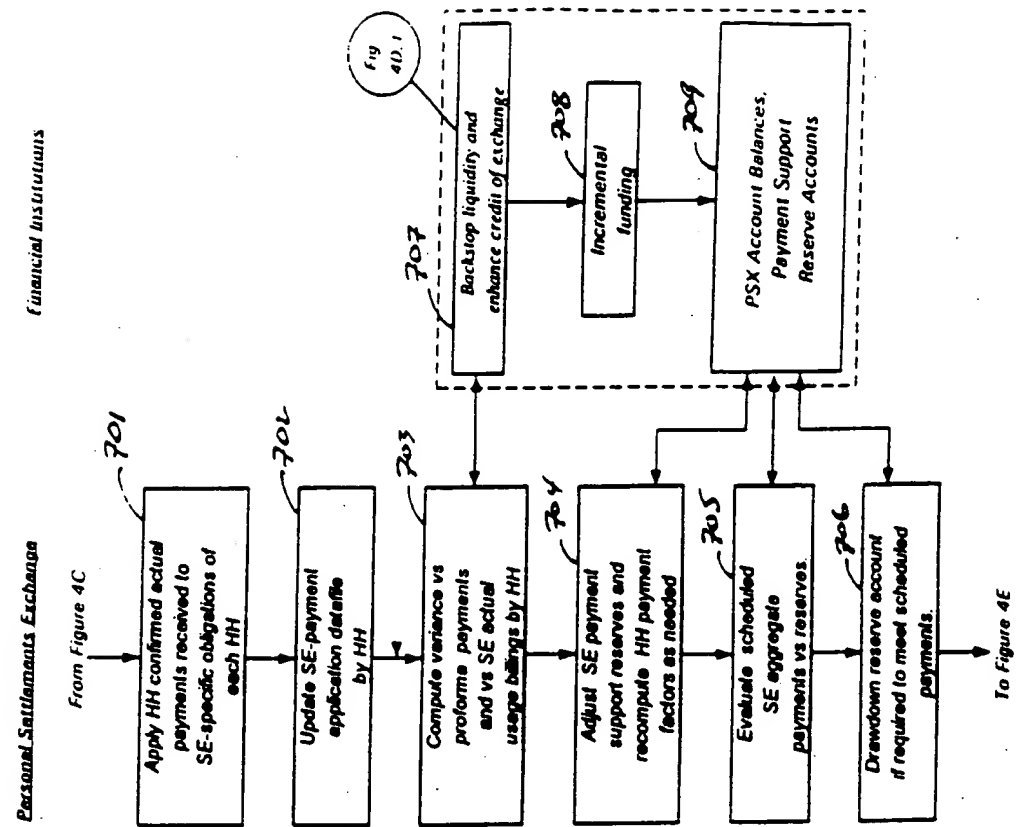 Personal Settlements Exchange
Financial Institutions
From Figure 4C
701
Apply HH confirmed actual
payments received to
SE-specific obligations of
each HH
702
Update SE-payment
application datafile
by HH
703
Compute variance vs
proforma payments
and vs SE actual
usage billings by HH
704
Adjust SE payment
support reserves and
recompute HH payment
factors as needed
705
Evaluate scheduled
SE aggregate
payments vs reserves.
706
Drawdown reserve account
if required to meet scheduled
payments.
To Figure 4E
Fig
4D.1
707
Backstop liquidity and
enhance credit of exchange
708
Incremental
funding
709
PSX Account Balances,
Payment Support
Reserve Accounts